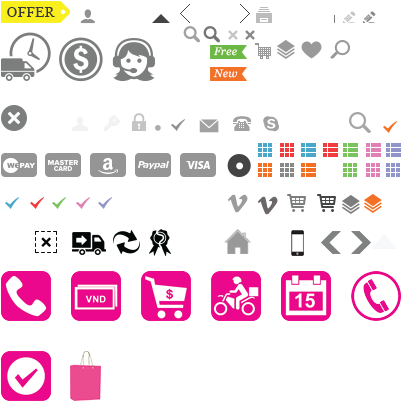 OFFER
Free
New
WePAY
MASTER CARD
Paypal
VISA
VND
$
15